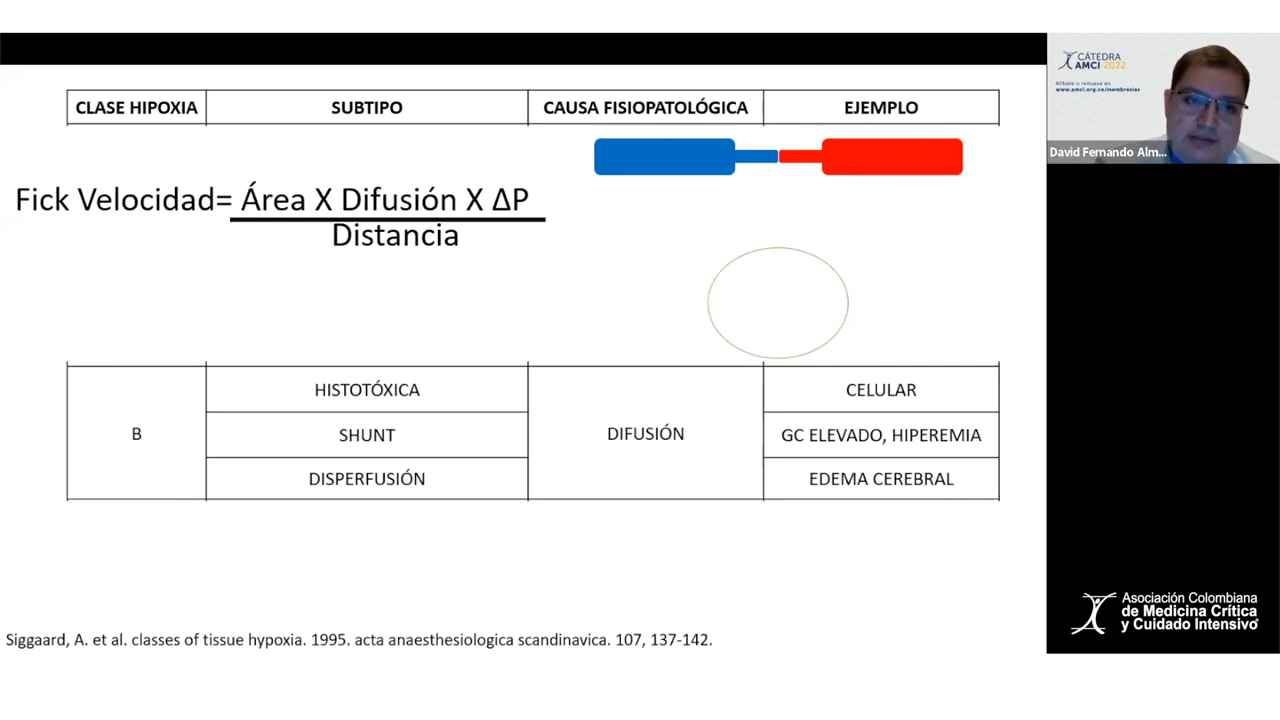 CLASE HIPOXIA SUBTIPO CAUSA FISIOPATOLÓGICA EJEMPLO
Fick Velocidad= Área X Difusión X ΔP
Distancia
B
HISTOTÓXICA
SHUNT
DISPERFUSIÓN
DIFUSIÓN
CELULAR
GC ELEVADO, HIPEREMIA
EDEMA CEREBRAL
Siggaard, A. et al. classes of tissue hypoxia. 1995. acta anaesthesiologica scandinavica. 107, 137-142.
CÁTEDRA
AMCI 2022
Afíliate o renueva en
www.amci.org.co/membresias
David Fernando Alm...
Asociación Colombiana
de Medicina Crítica
y Cuidado Intensivo